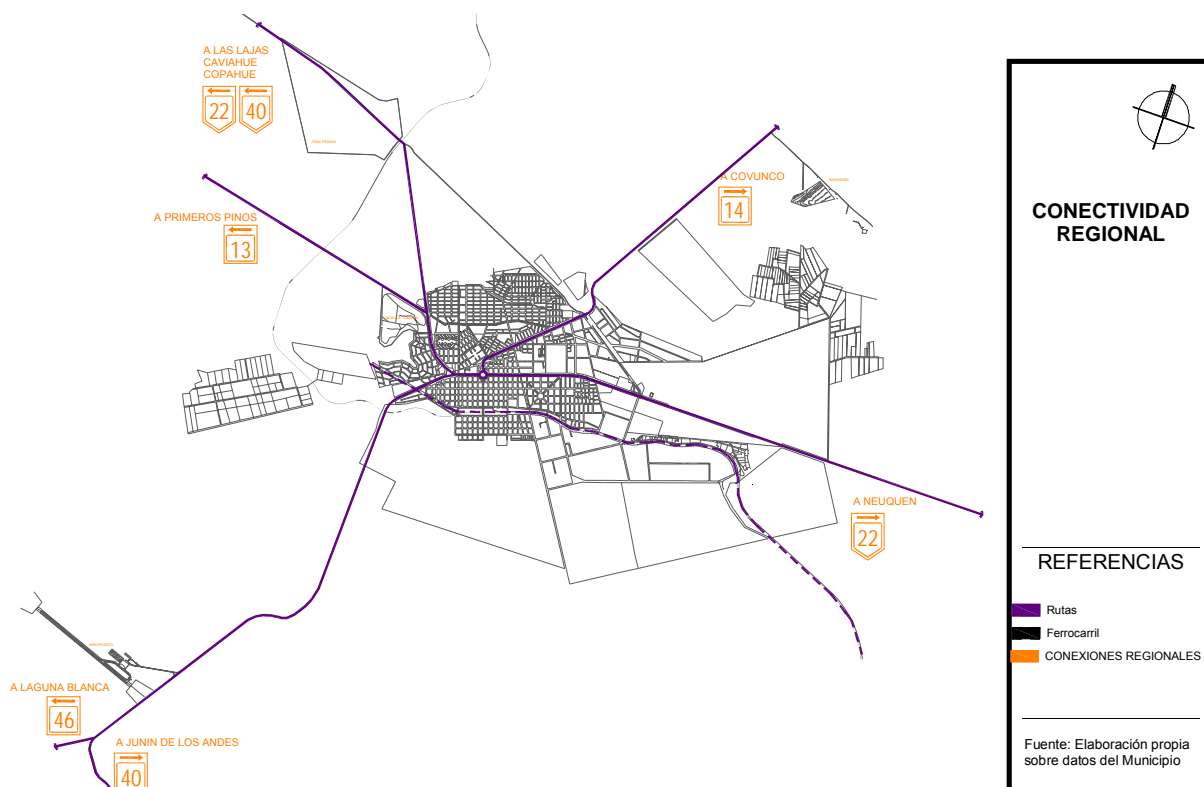 A LAS LAJAS
CAVIAHUE
COPAHUE
22
40
A COVUNCO
14
A PRIMEROS PINOS
13
A NEUQUEN
22
A LAGUNA BLANCA
46
A JUNIN DE LOS ANDES
40
CONECTIVIDAD
REGIONAL
REFERENCIAS
Rutas
Ferrocarril
CONEXIONES REGIONALES
Fuente: Elaboración propia
sobre datos del Municipio